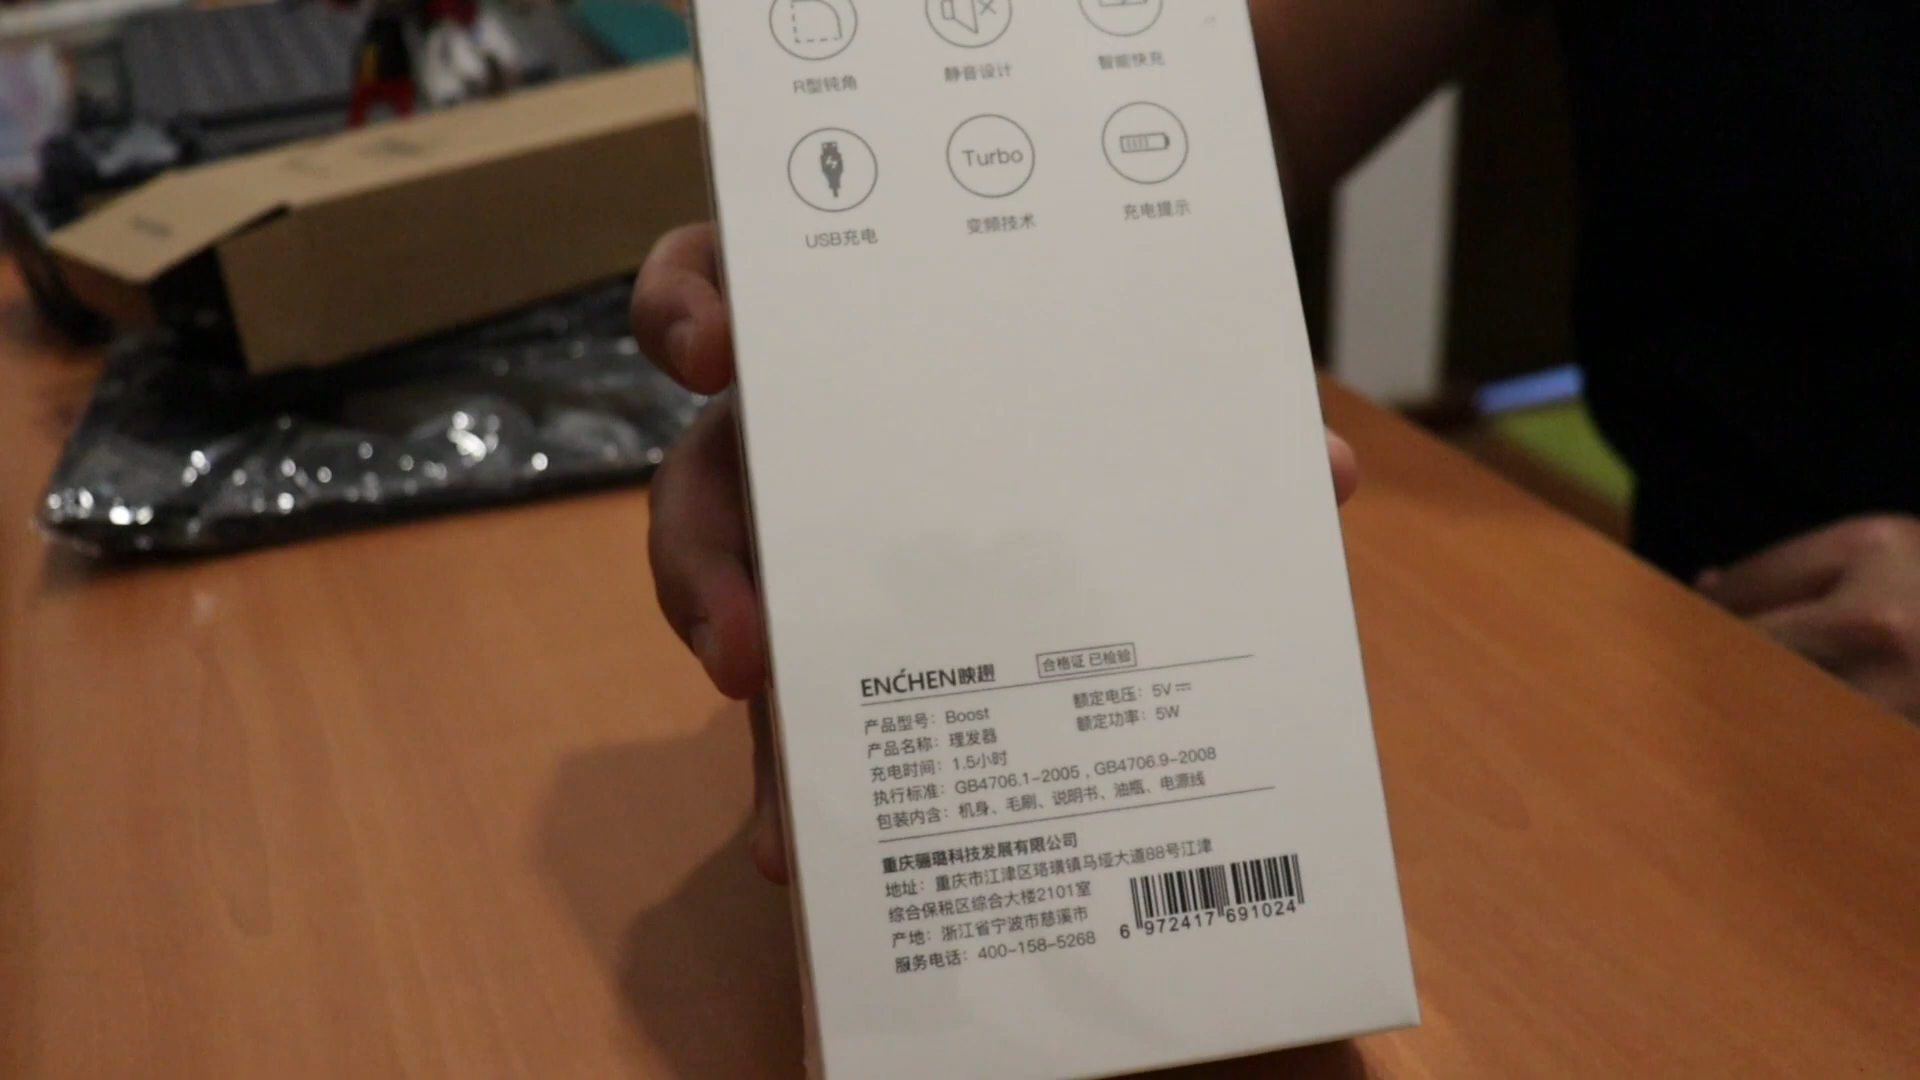 R型钝角
静音设计
智能快充
Turbo
USB充电
变频技术
充电提示
ENCHEN映趣 合格证 已检验
产品型号：Boost 额定电压：5V
产品名称：理发器 额定功率：5W
充电时间：1.5小时
执行标准：GB4706.1-2005 , GB4706.9-2008
包装内含：机身、毛刷、说明书、油瓶、电源线
重庆骊璐科技发展有限公司
地址：重庆市江津区珞璜镇马垭大道88号江津
综合保税区综合大楼2101室
产地：浙江省宁波市慈溪市
服务电话：400-158-5268
6 972417 691024